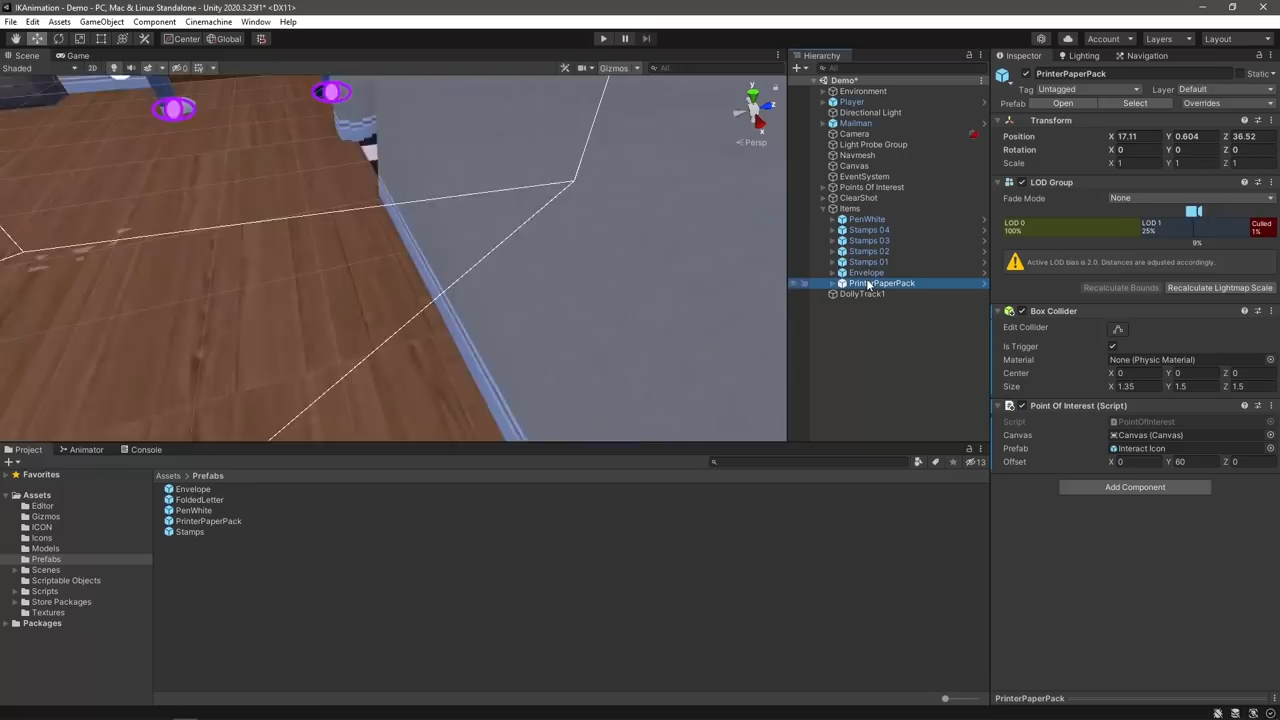 IKAnimation - Demo - PC, Mac & Linux Standalone - Unity 2020.3.23f1* <DX11>
File Edit Assets GameObject Component Cinemachine Window Help
Center Global Account Layers Layout
Scene Game
Shaded 2D 0 Gizmos All
y
z
x
Persp
Hierarchy
All
Demo*
Environment
Player
Directional Light
Mailman
Camera
Light Probe Group
Navmesh
Canvas
EventSystem
Points Of Interest
ClearShot
Items
PenWhite
Stamps 04
Stamps 03
Stamps 02
Stamps 01
Envelope
PrinterPaperPack
DollyTrack1
Inspector Lighting Navigation
PrinterPaperPack Static
Tag Untagged Layer Default
Prefab Open Select Overrides
Transform
Position X 17.11 Y 0.604 Z 36.52
Rotation X 0 Y 0 Z 0
Scale X 1 Y 1 Z 1
LOD Group
Fade Mode None
LOD 0 LOD 1 Culled
100% 25% 1%
9%
Active LOD bias is 2.0. Distances are adjusted accordingly.
Recalculate Bounds Recalculate Lightmap Scale
Box Collider
Edit Collider
Is Trigger
Material None (Physic Material)
Center X 0 Y 0 Z 0
Size X 1.35 Y 1.5 Z 1.5
Point Of Interest (Script)
Script PointOfInterest
Canvas Canvas (Canvas)
Prefab Interact Icon
Offset X 0 Y 60 Z 0
Add Component
PrinterPaperPack
Project Animator Console
13
Favorites
Assets
Editor
Gizmos
ICON
Icons
Models
Prefabs
Scenes
Scriptable Objects
Scripts
Store Packages
Textures
Packages
Assets > Prefabs
Envelope
FoldedLetter
PenWhite
PrinterPaperPack
Stamps